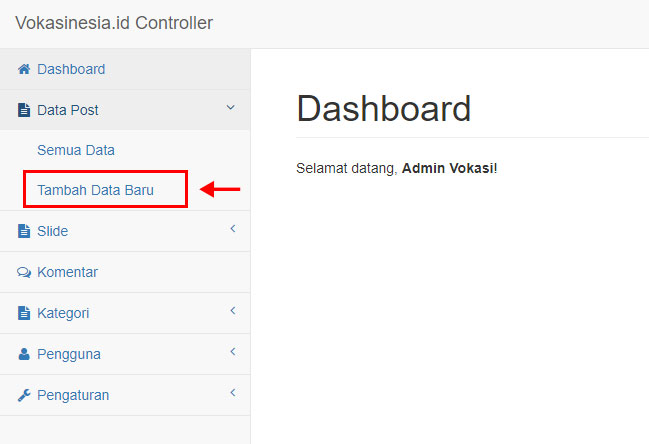 Vokasinesia.id Controller
Dashboard
Data Post
Semua Data
Tambah Data Baru
Slide
Komentar
Kategori
Pengguna
Pengaturan
Dashboard
Selamat datang, Admin Vokasi!